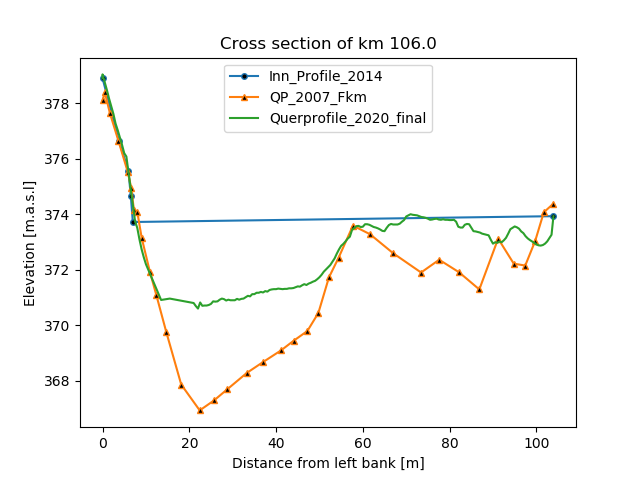 Cross section of km 106.0
Inn_Profile_2014
QP_2007_Fkm
Querprofile_2020_final
Elevation [m.a.s.l]
378
376
374
372
370
368
0 20 40 60 80 100
Distance from left bank [m]